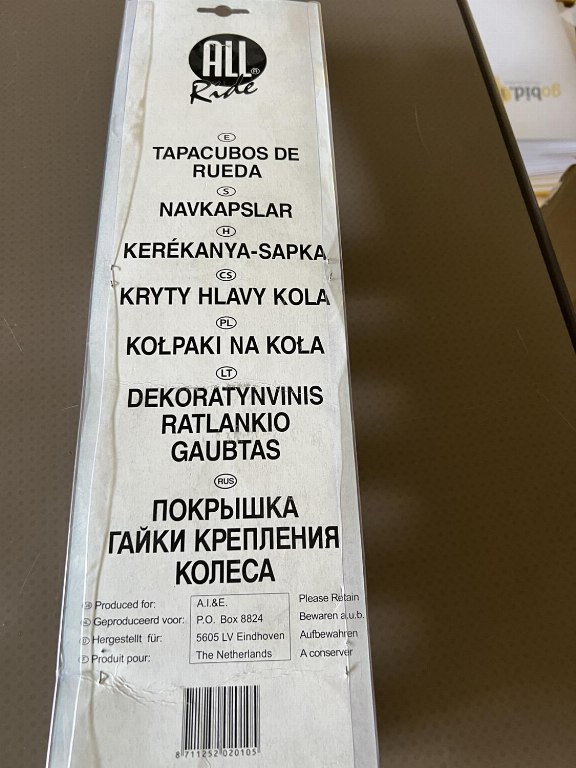 ALL®
Ride
E
TAPACUBOS DE
RUEDA
S
NAVKAPSLAR
H
KERÉKANYA-SAPKA
CS
KRYTY HLAVY KOLA
PL
KOŁPAKI NA KOŁA
LT
DEKORATYNVINIS
RATLANKIO
GAUBTAS
RUS
ПОКРЫШКА
ГАЙКИ КРЕПЛЕНИЯ
КОЛЕСА
Produced for: A.I.&E. Please Retain
Geproduceerd voor: P.O. Box 8824 Bewaren a.u.b.
D Hergestellt für: 5605 LV Eindhoven Aufbewahren
F Produit pour: The Netherlands A conserver
8 711252 020105
gobid.